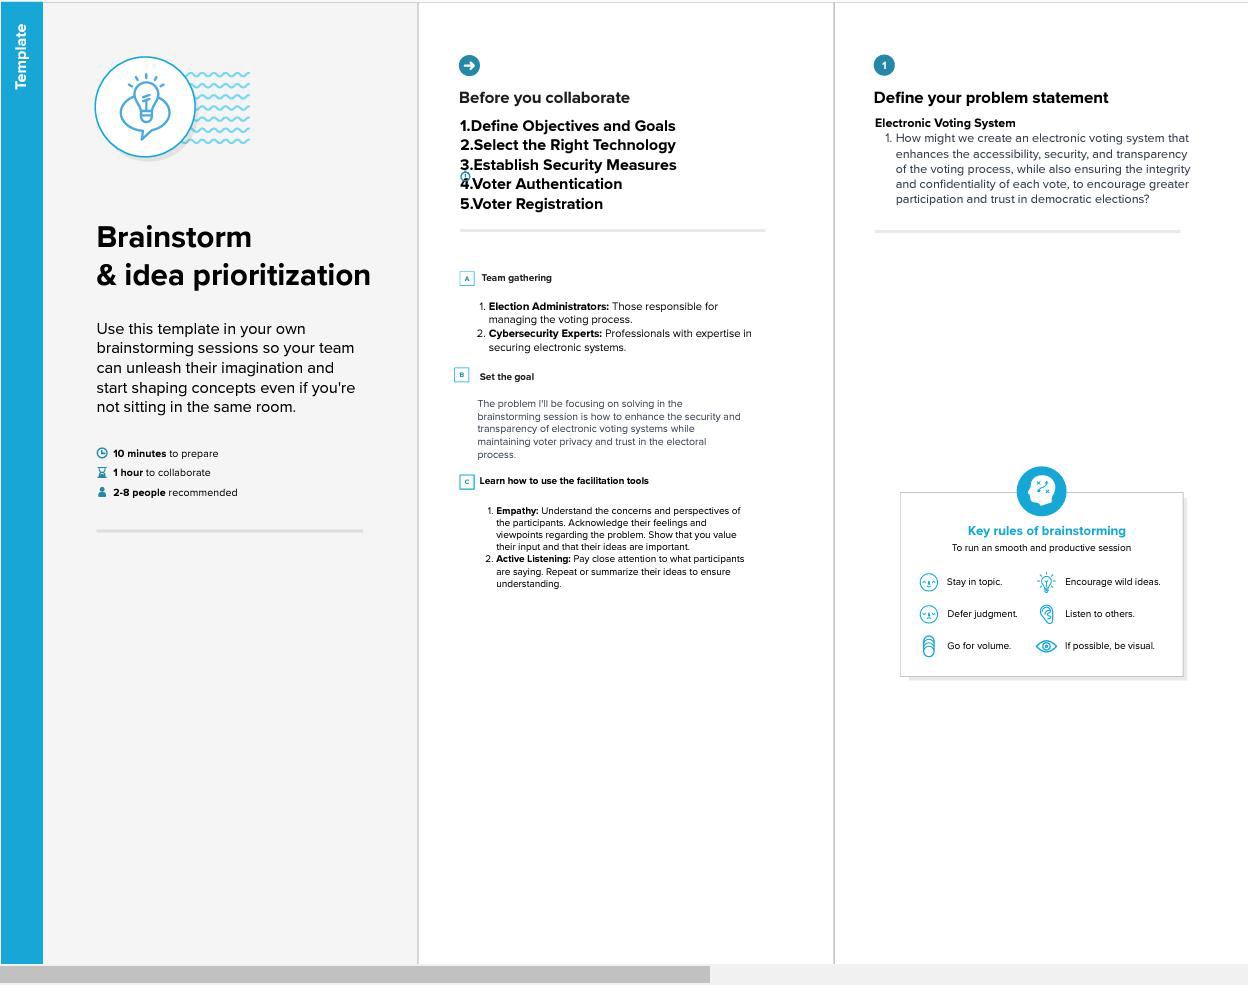 Template
Brainstorm
& idea prioritization
Use this template in your own
brainstorming sessions so your team
can unleash their imagination and
start shaping concepts even if you're
not sitting in the same room.
10 minutes to prepare
1 hour to collaborate
2-8 people recommended
Before you collaborate
1.Define Objectives and Goals
2.Select the Right Technology
3.Establish Security Measures
4.Voter Authentication
5.Voter Registration
A Team gathering
1. Election Administrators: Those responsible for
managing the voting process.
2. Cybersecurity Experts: Professionals with expertise in
securing electronic systems.
B Set the goal
The problem I'll be focusing on solving in the
brainstorming session is how to enhance the security and
transparency of electronic voting systems while
maintaining voter privacy and trust in the electoral
process.
C Learn how to use the facilitation tools
1. Empathy: Understand the concerns and perspectives of
the participants. Acknowledge their feelings and
viewpoints regarding the problem. Show that you value
their input and that their ideas are important.
2. Active Listening: Pay close attention to what participants
are saying. Repeat or summarize their ideas to ensure
understanding.
1
Define your problem statement
Electronic Voting System
1. How might we create an electronic voting system that
enhances the accessibility, security, and transparency
of the voting process, while also ensuring the integrity
and confidentiality of each vote, to encourage greater
participation and trust in democratic elections?
Key rules of brainstorming
To run an smooth and productive session
Stay in topic.
Encourage wild ideas.
Defer judgment.
Listen to others.
Go for volume.
If possible, be visual.